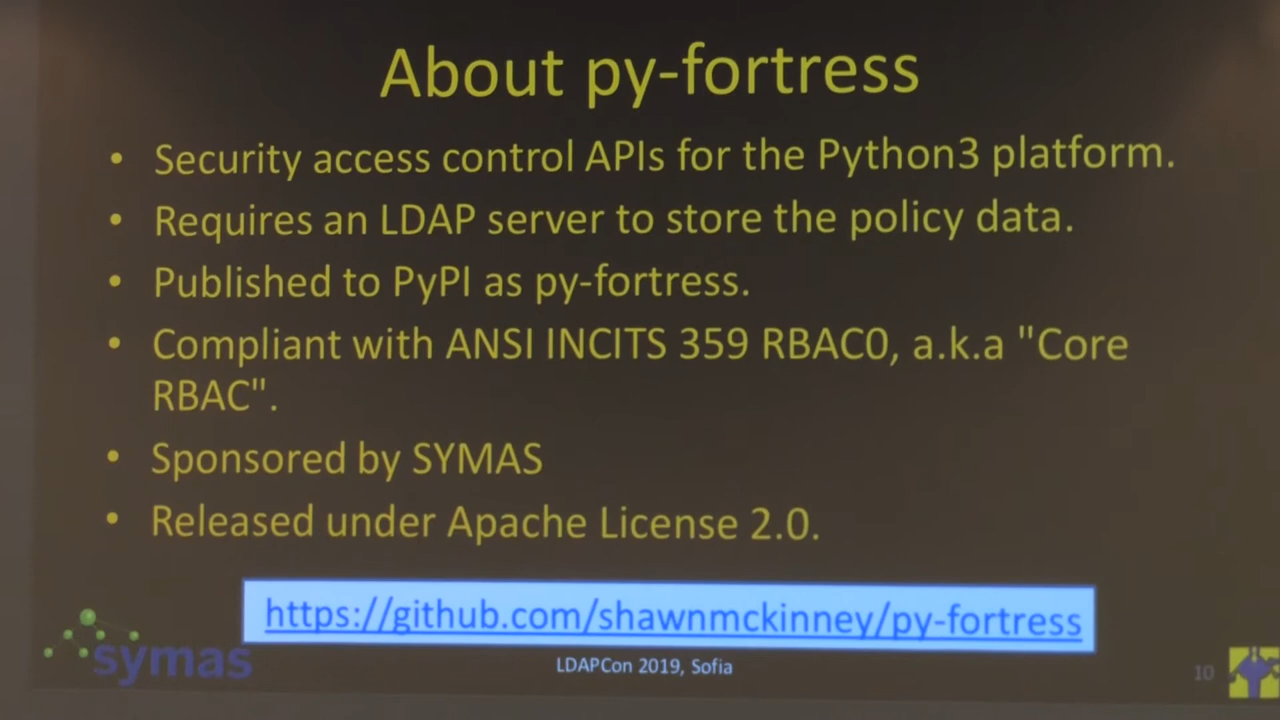 About py-fortress
• Security access control APIs for the Python3 platform.
• Requires an LDAP server to store the policy data.
• Published to PyPI as py-fortress.
• Compliant with ANSI INCITS 359 RBAC0, a.k.a "Core
RBAC".
• Sponsored by SYMAS
• Released under Apache License 2.0.
https://github.com/shawnmckinney/py-fortress
symas
LDAPCon 2019, Sofia
10